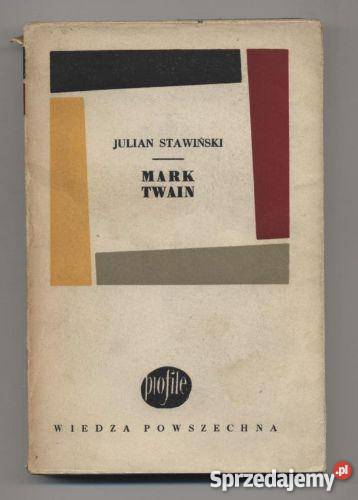 JULIAN STAWIŃSKI
MARK
TWAIN
profile
WIEDZA POWSZECHNA
Sprzedajemy.pl